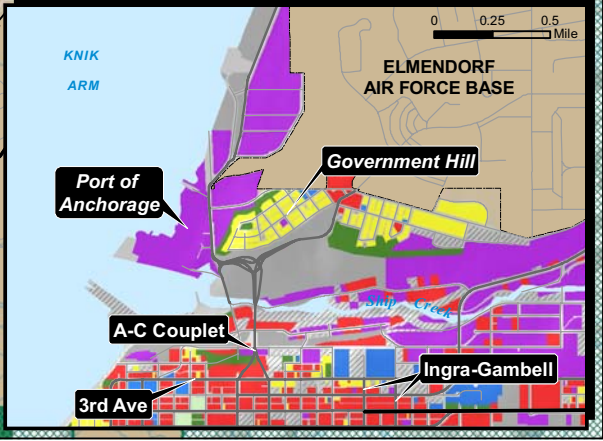 0 0.25 0.5
Mile
KNIK
ARM
ELMENDORF
AIR FORCE BASE
Government Hill
Port of
Anchorage
Ship Creek
A-C Couplet
Ingra-Gambell
3rd Ave